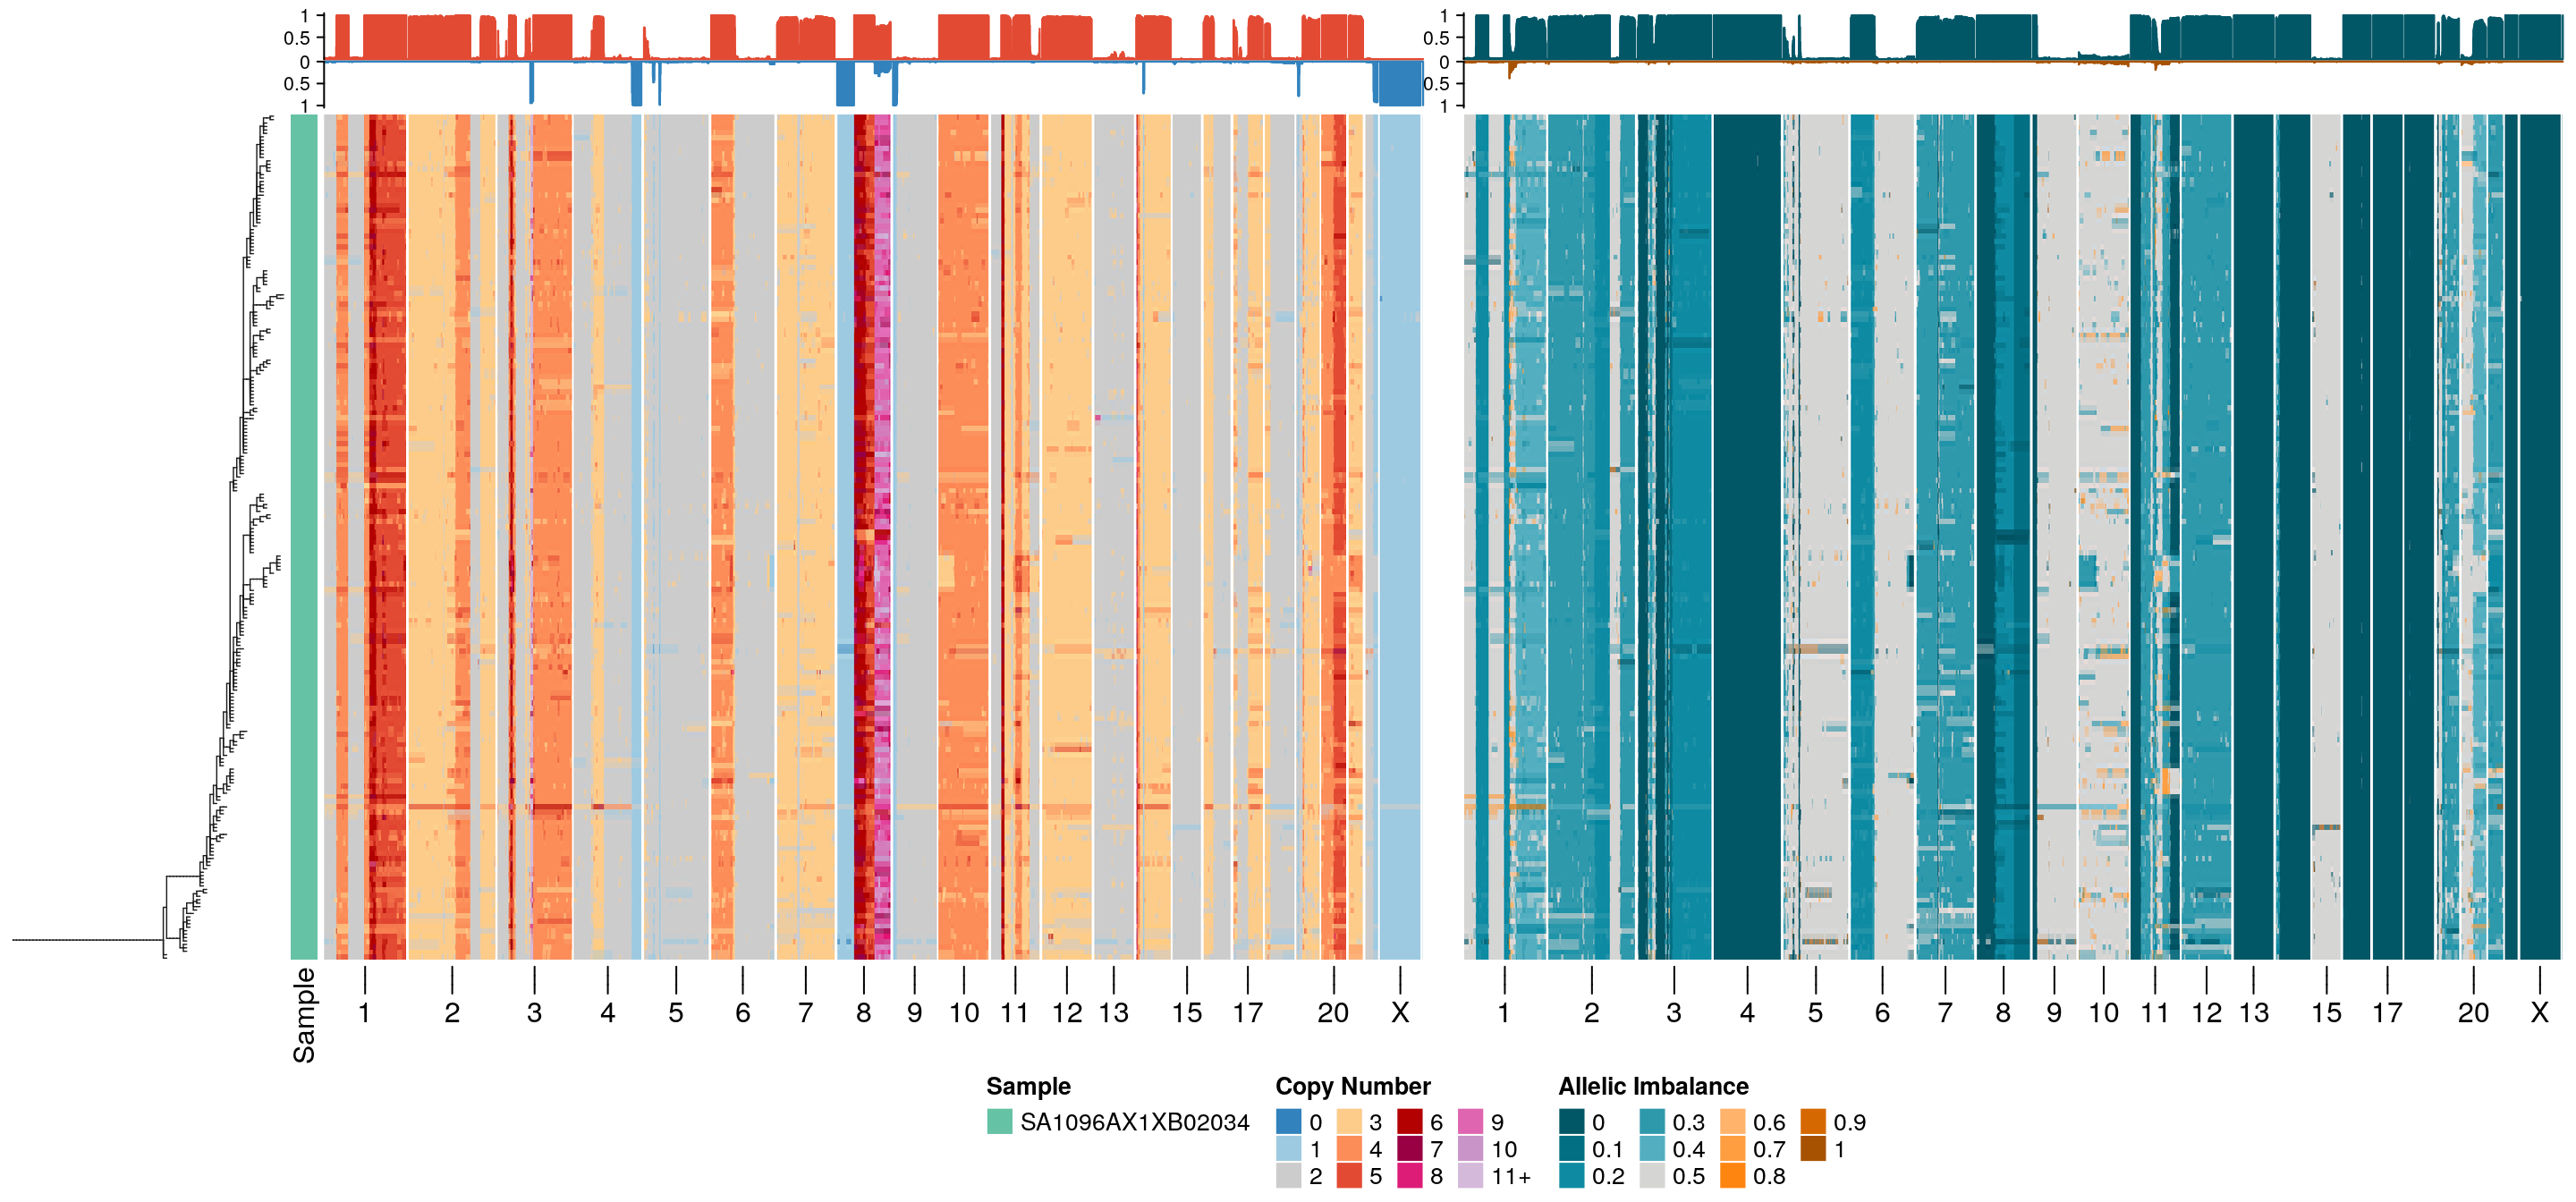 1
0.5
0
0.5
1
1
0.5
0
0.5
1
Sample
1 2 3 4 5 6 7 8 9 10 11 12 13 15 17 20 X
1 2 3 4 5 6 7 8 9 10 11 12 13 15 17 20 X
Sample
SA1096AX1XB02034
Copy Number
0 3 6 9
1 4 7 10
2 5 8 11+
Allelic Imbalance
0 0.3 0.6 0.9
0.1 0.4 0.7 1
0.2 0.5 0.8